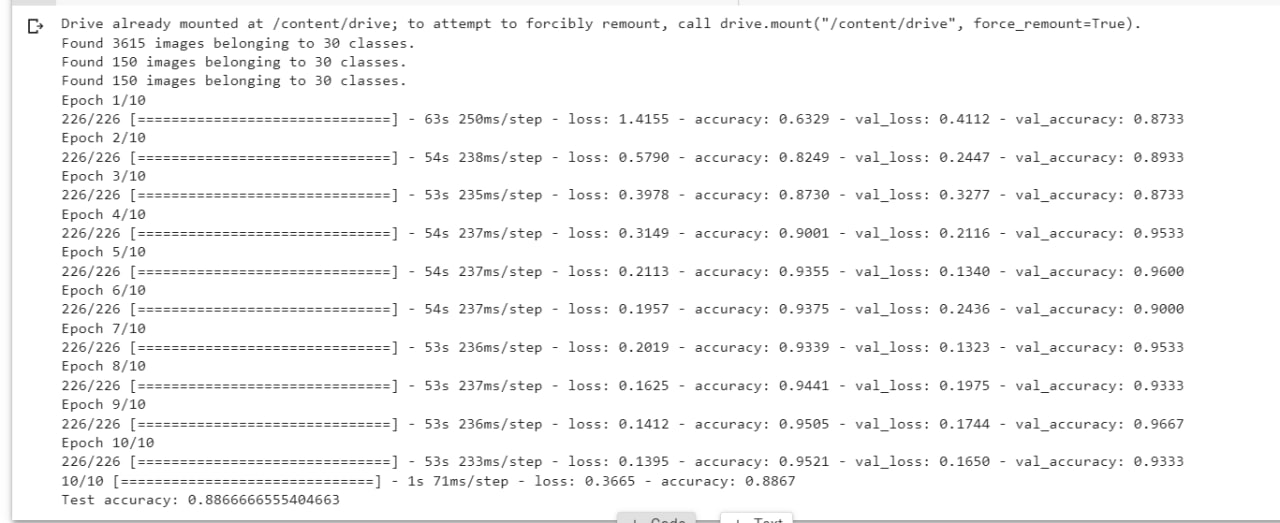 Drive already mounted at /content/drive; to attempt to forcibly remount, call drive.mount("/content/drive", force_remount=True).
Found 3615 images belonging to 30 classes.
Found 150 images belonging to 30 classes.
Found 150 images belonging to 30 classes.
Epoch 1/10
226/226 [==============================] - 63s 250ms/step - loss: 1.4155 - accuracy: 0.6329 - val_loss: 0.4112 - val_accuracy: 0.8733
Epoch 2/10
226/226 [==============================] - 54s 238ms/step - loss: 0.5790 - accuracy: 0.8249 - val_loss: 0.2447 - val_accuracy: 0.8933
Epoch 3/10
226/226 [==============================] - 53s 235ms/step - loss: 0.3978 - accuracy: 0.8730 - val_loss: 0.3277 - val_accuracy: 0.8733
Epoch 4/10
226/226 [==============================] - 54s 237ms/step - loss: 0.3149 - accuracy: 0.9001 - val_loss: 0.2116 - val_accuracy: 0.9533
Epoch 5/10
226/226 [==============================] - 54s 237ms/step - loss: 0.2113 - accuracy: 0.9355 - val_loss: 0.1340 - val_accuracy: 0.9600
Epoch 6/10
226/226 [==============================] - 54s 237ms/step - loss: 0.1957 - accuracy: 0.9375 - val_loss: 0.2436 - val_accuracy: 0.9000
Epoch 7/10
226/226 [==============================] - 53s 236ms/step - loss: 0.2019 - accuracy: 0.9339 - val_loss: 0.1323 - val_accuracy: 0.9533
Epoch 8/10
226/226 [==============================] - 53s 237ms/step - loss: 0.1625 - accuracy: 0.9441 - val_loss: 0.1975 - val_accuracy: 0.9333
Epoch 9/10
226/226 [==============================] - 53s 236ms/step - loss: 0.1412 - accuracy: 0.9505 - val_loss: 0.1744 - val_accuracy: 0.9667
Epoch 10/10
226/226 [==============================] - 53s 233ms/step - loss: 0.1395 - accuracy: 0.9521 - val_loss: 0.1650 - val_accuracy: 0.9333
10/10 [==============================] - 1s 71ms/step - loss: 0.3665 - accuracy: 0.8867
Test accuracy: 0.8866666555404663
+ Code + Text